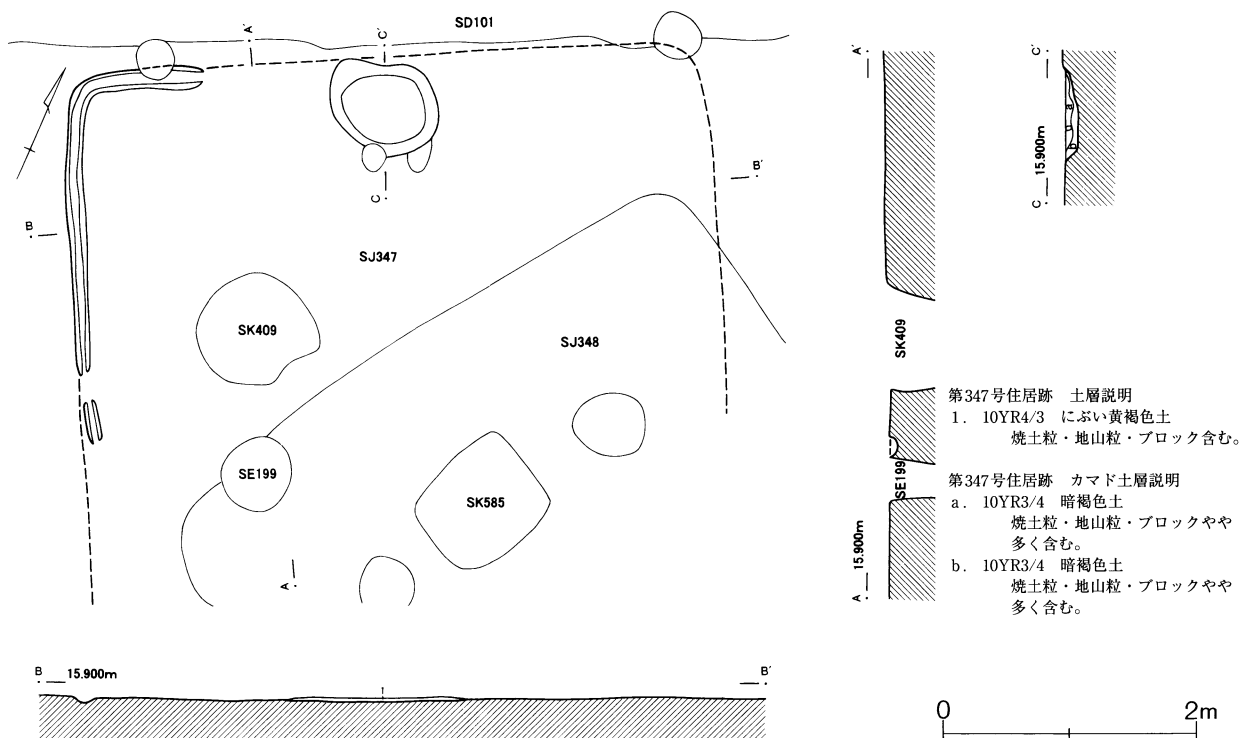 SD101
A´
C´
B´
B
C
SJ347
SK409
SJ348
SE199
SK585
A
B 15.900m
B´
A´
C´
15.900m
C
SK409
SE199
15.900m
A
a
b
1
第347号住居跡 土層説明
1. 10YR4/3 にぶい黄褐色土
焼土粒・地山粒・ブロック含む。
第347号住居跡 カマド土層説明
a. 10YR3/4 暗褐色土
焼土粒・地山粒・ブロックやや
多く含む。
b. 10YR3/4 暗褐色土
焼土粒・地山粒・ブロックやや
多く含む。
0 2m